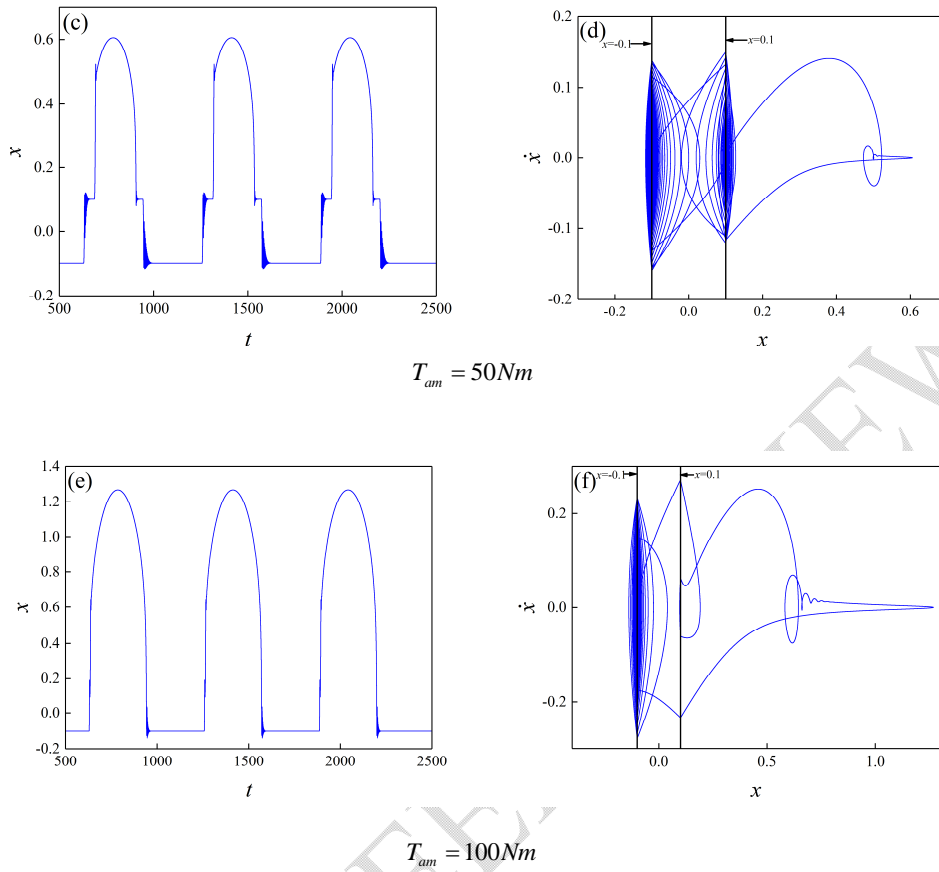 (c)
0.6
0.4
0.2
0.0
-0.2
x
500
1000
1500
2000
2500
t
(d)
x=-0.1
x=0.1
0.2
0.1
0.0
-0.1
-0.2
ẋ
-0.2
0.0
0.2
0.4
0.6
x
T_am = 50Nm
(e)
1.4
1.2
1.0
0.8
0.6
0.4
0.2
0.0
-0.2
x
500
1000
1500
2000
2500
t
(f)
x=-0.1
x=0.1
0.2
0.0
-0.2
ẋ
0.0
0.5
1.0
x
T_am = 100Nm